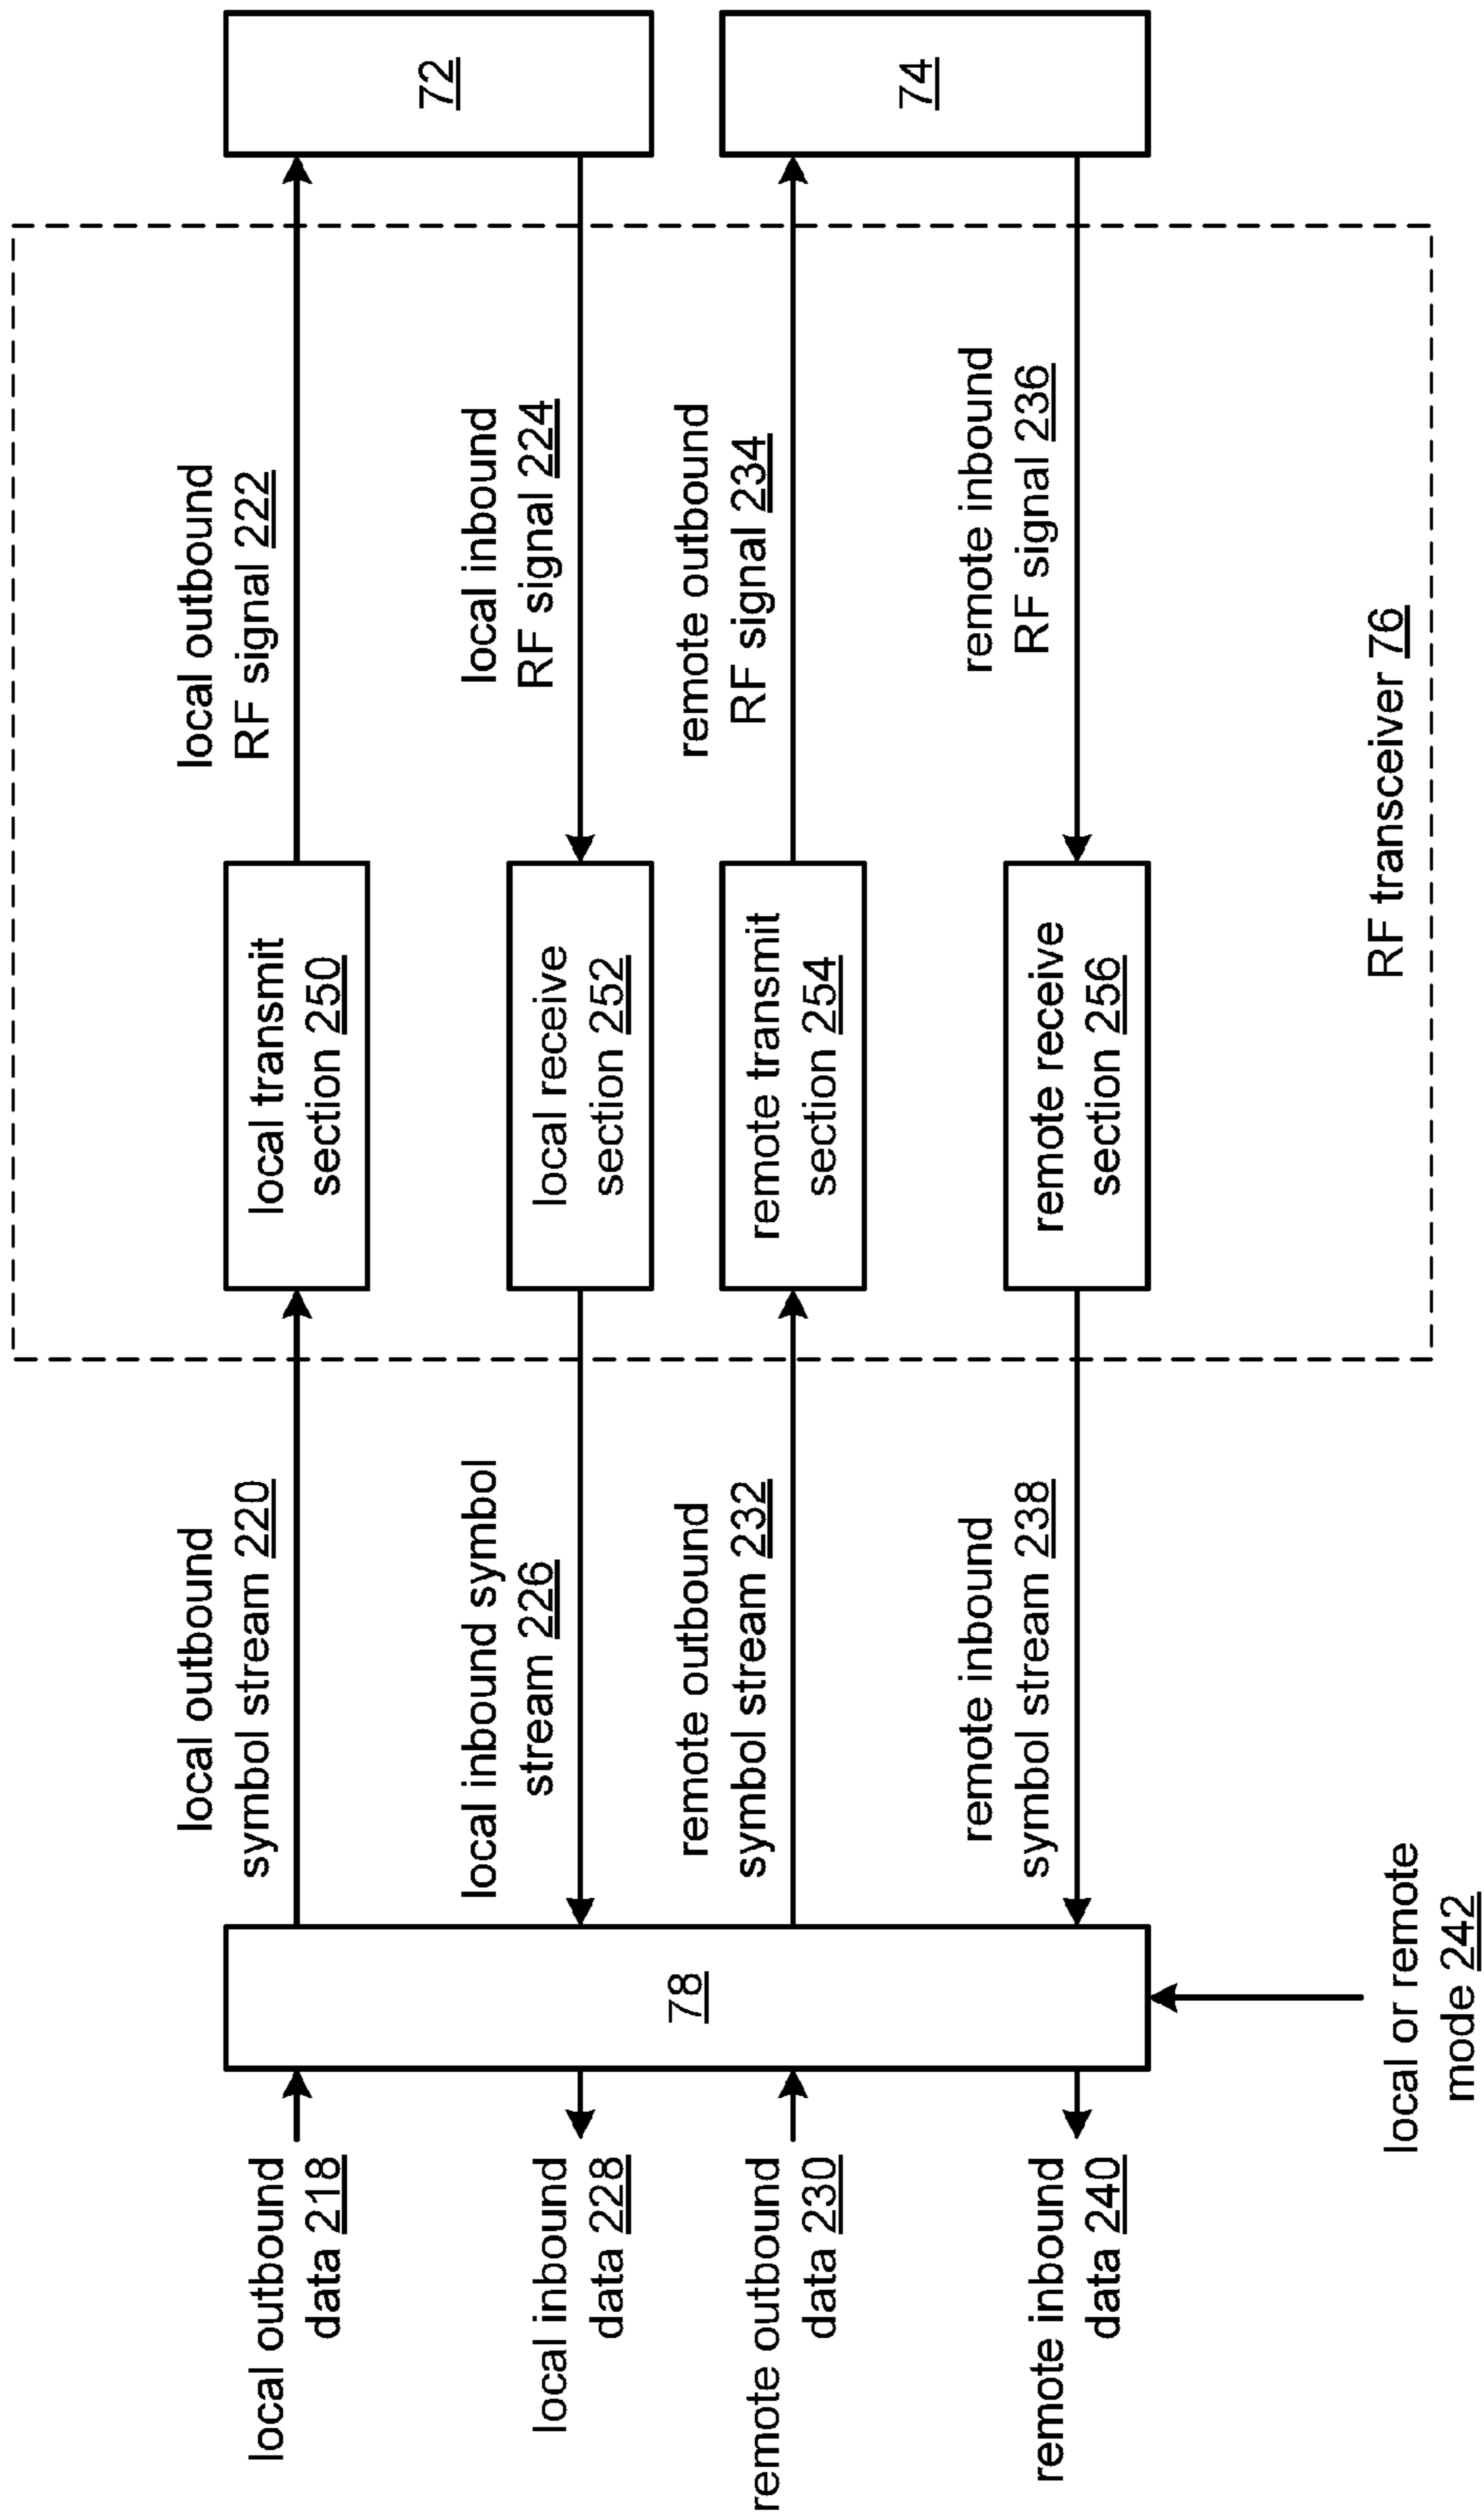 local outbound
data 218
local inbound
data 228
remote outbound
data 230
remote inbound
data 240
78
local or remote
mode 242
local outbound
symbol stream 220
local inbound symbol
stream 226
remote outbound
symbol stream 232
remote inbound
symbol stream 238
local transmit
section 250
local receive
section 252
remote transmit
section 254
remote receive
section 256
local outbound
RF signal 222
local inbound
RF signal 224
remote outbound
RF signal 234
remote inbound
RF signal 236
RF transceiver 76
72
74